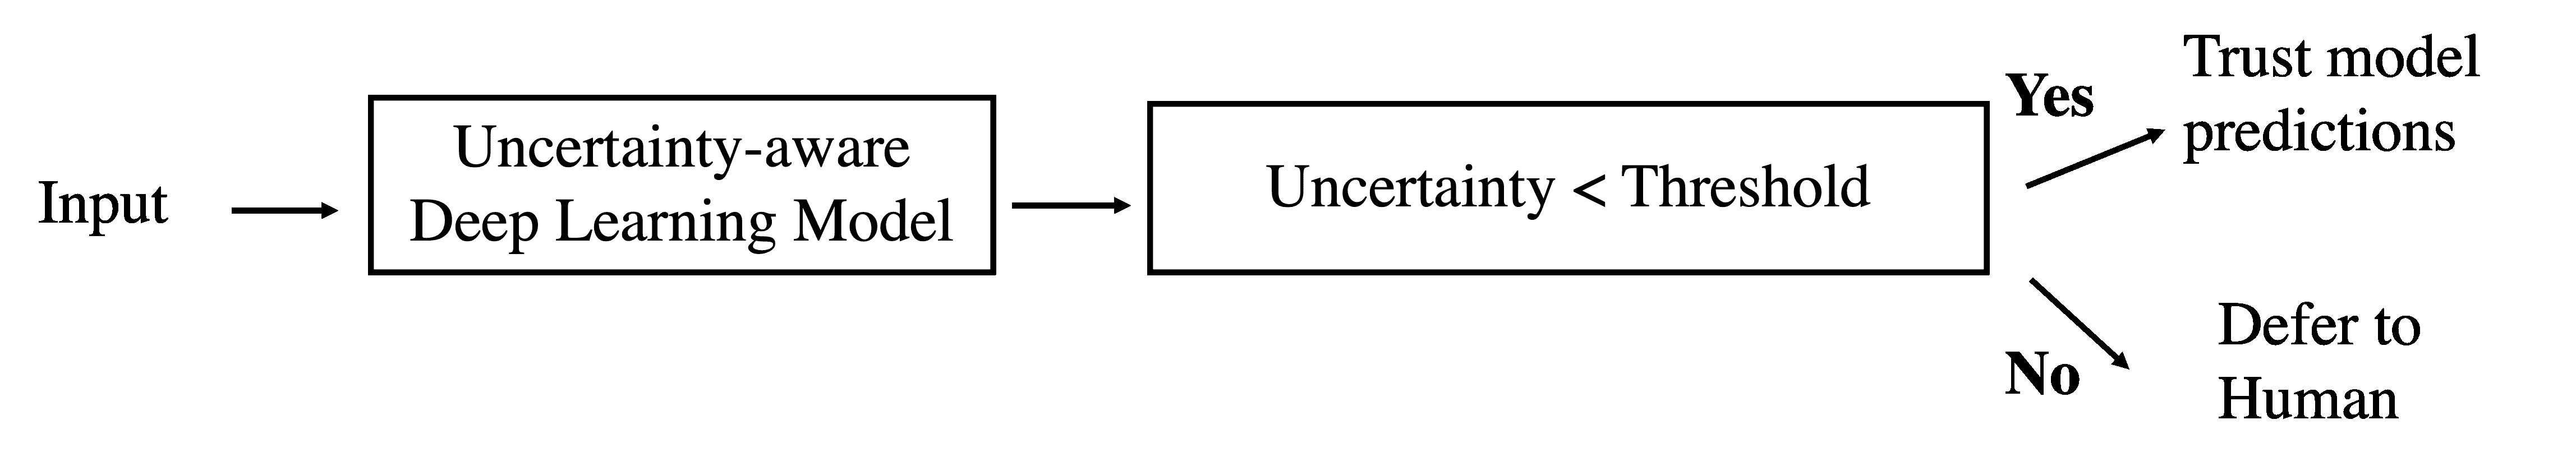 Input
Uncertainty-aware
Deep Learning Model
Uncertainty < Threshold
Yes
Trust model
predictions
No
Defer to
Human